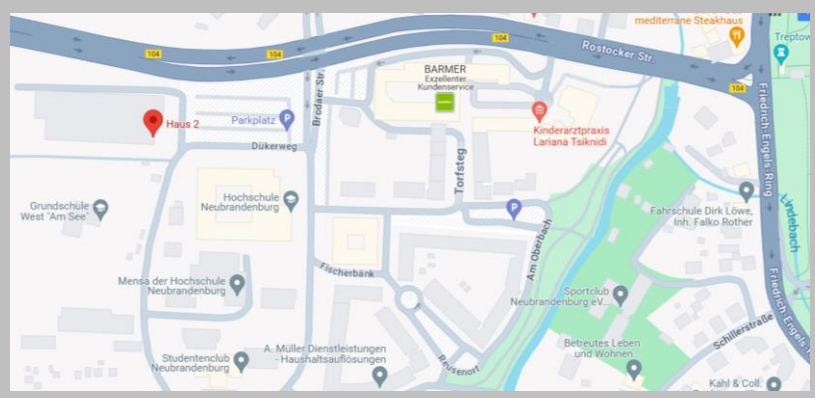 mediterrane Steakhaus
Treptow
104
104
104
104
Rostocker Str.
BARMER
Exzellenter
Kundenservice
Brodaer Str.
Haus 2
Parkplatz
P
Dükerweg
Kinderarztpraxis
Lariana Tsiknidi
Friedrich-Engels-Ring
Torfsteg
Grundschule
West "Am See"
Hochschule
Neubrandenburg
P
Fahrschule Dirk Löwe,
Inh. Falko Rother
Lindebach
Am Oberbach
Fischerbank
Mensa der Hochschule
Neubrandenburg
Sportclub
Neubrandenburg eV...
Friedrich-Engels-
Schillerstraße
A. Müller Dienstleistungen
- Haushaltsauflösungen
Studentenclub
Neubrandenburg
Reusenort
Betreutes Leben
und Wohnen
Kahl & Coll.